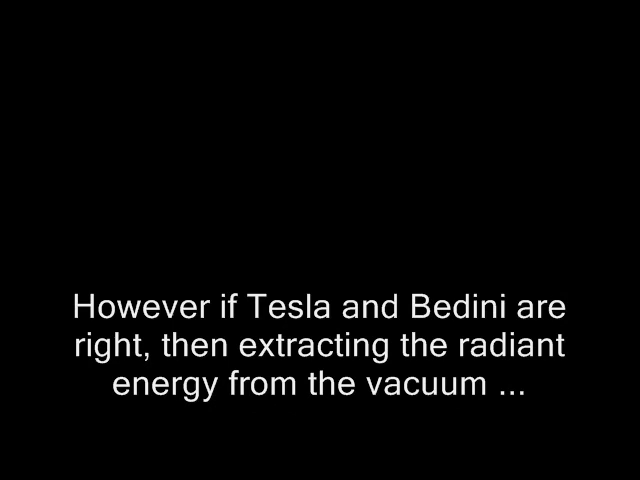 However if Tesla and Bedini are
right, then extracting the radiant
energy from the vacuum ...